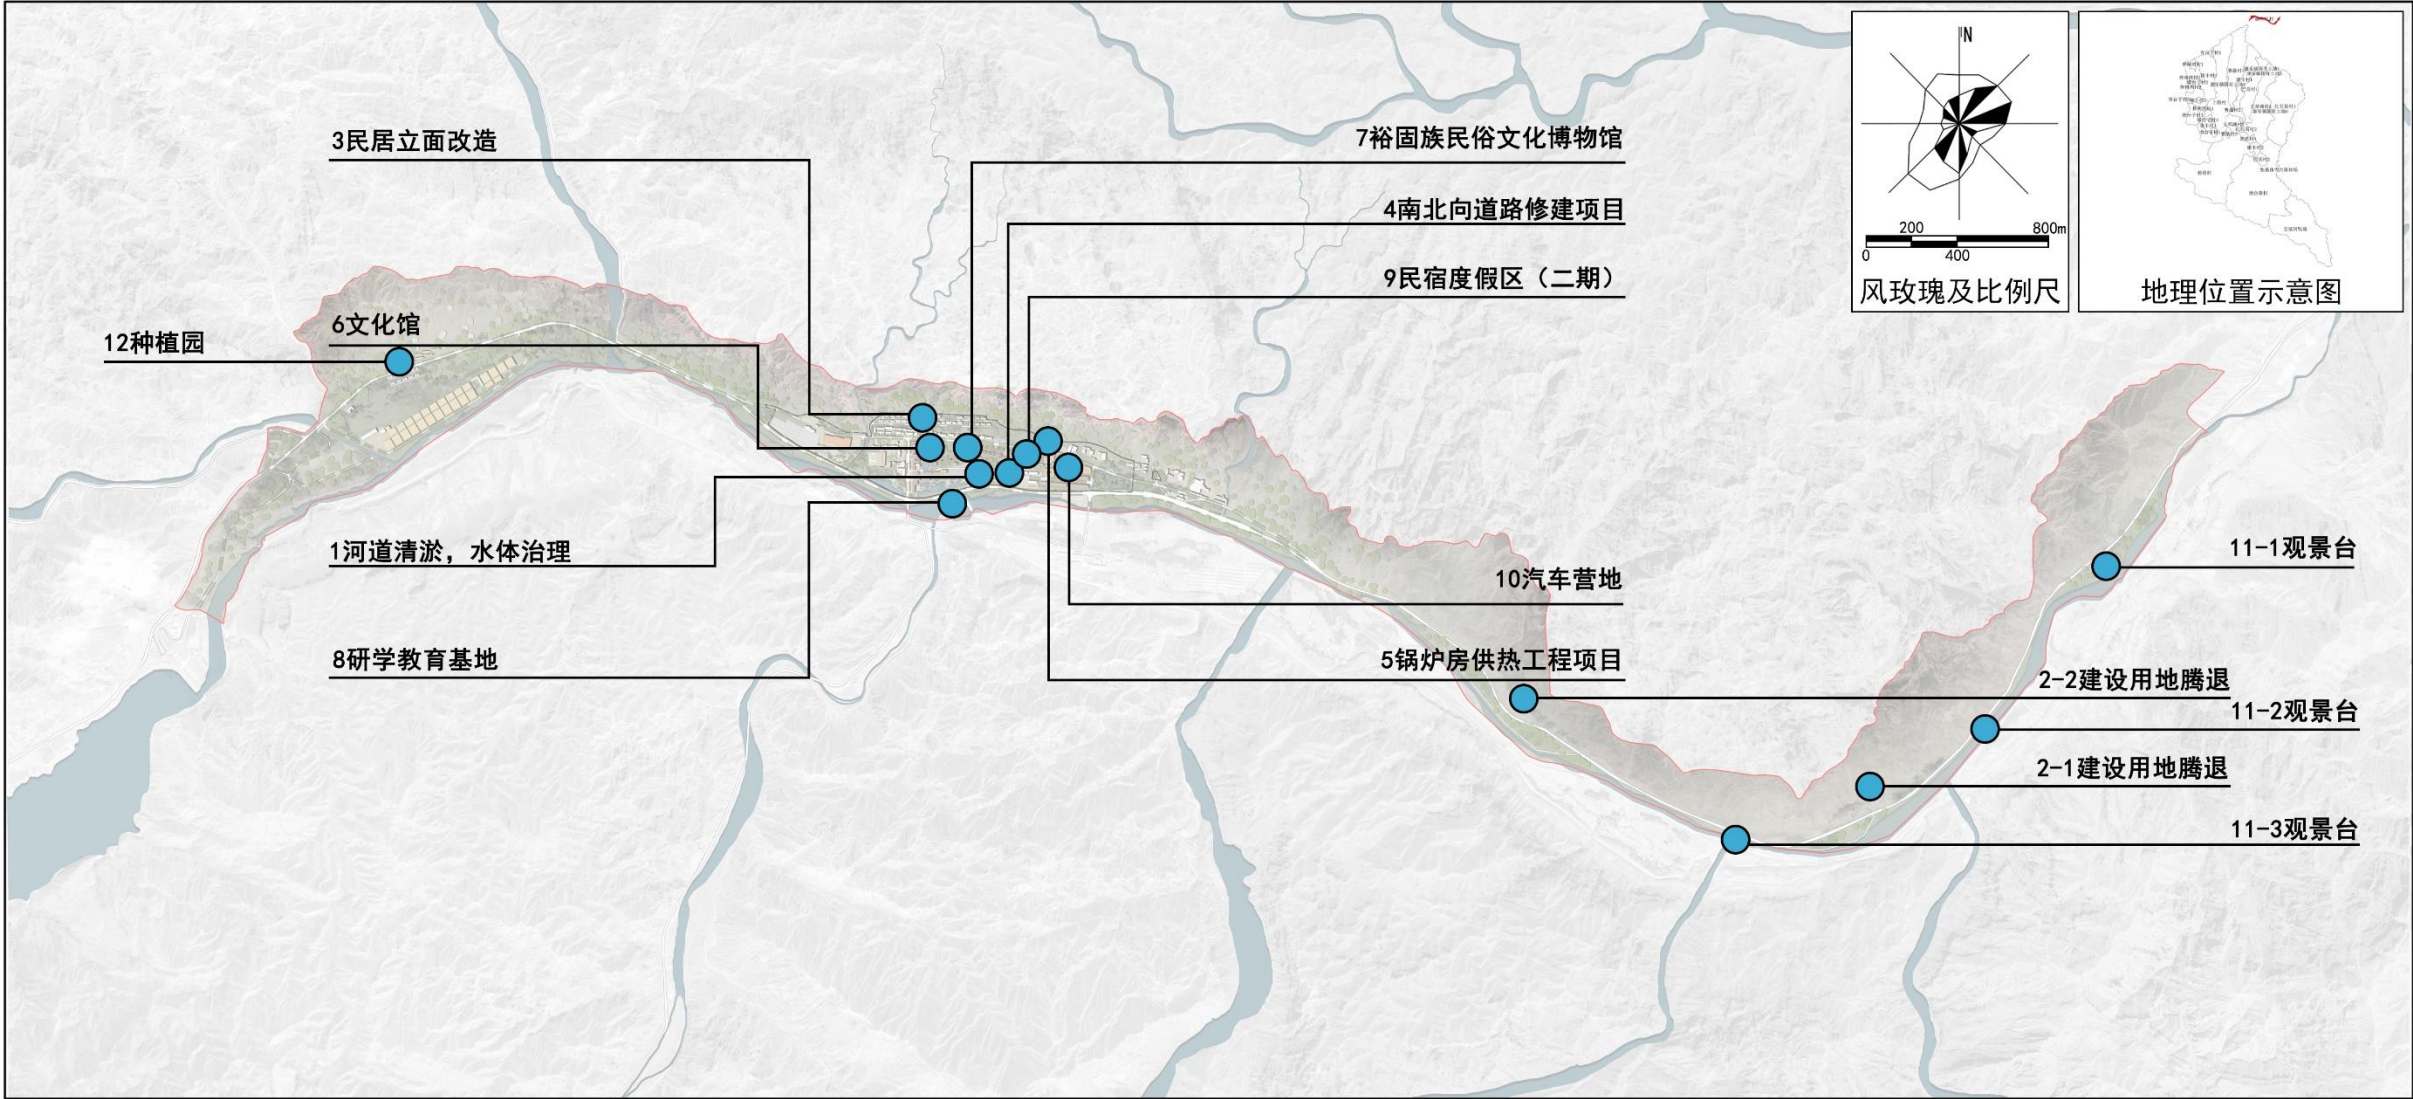 N
200
800m
0
400
风玫瑰及比例尺
地理位置示意图
3民居立面改造
7裕固族民俗文化博物馆
4南北向道路修建项目
9民宿度假区（二期）
6文化馆
12种植园
1河道清淤，水体治理
11-1观景台
10汽车营地
8研学教育基地
5锅炉房供热工程项目
2-2建设用地腾退
11-2观景台
2-1建设用地腾退
11-3观景台